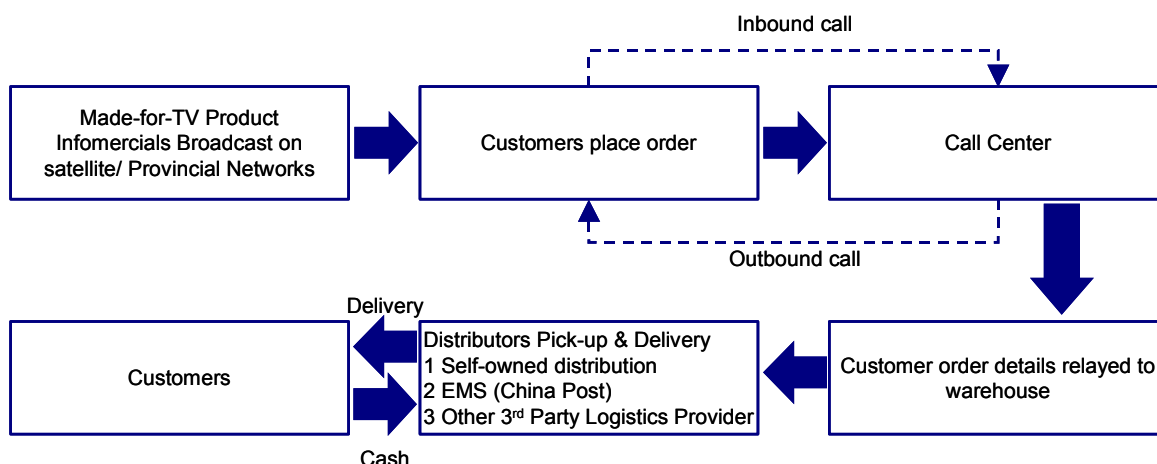 Inbound call
Made-for-TV Product
Infomercials Broadcast on
satellite/ Provincial Networks
Customers place order
Call Center
Outbound call
Delivery
Customers
Distributors Pick-up & Delivery
1 Self-owned distribution
2 EMS (China Post)
3 Other 3rd Party Logistics Provider
Customer order details relayed to
warehouse
Cash